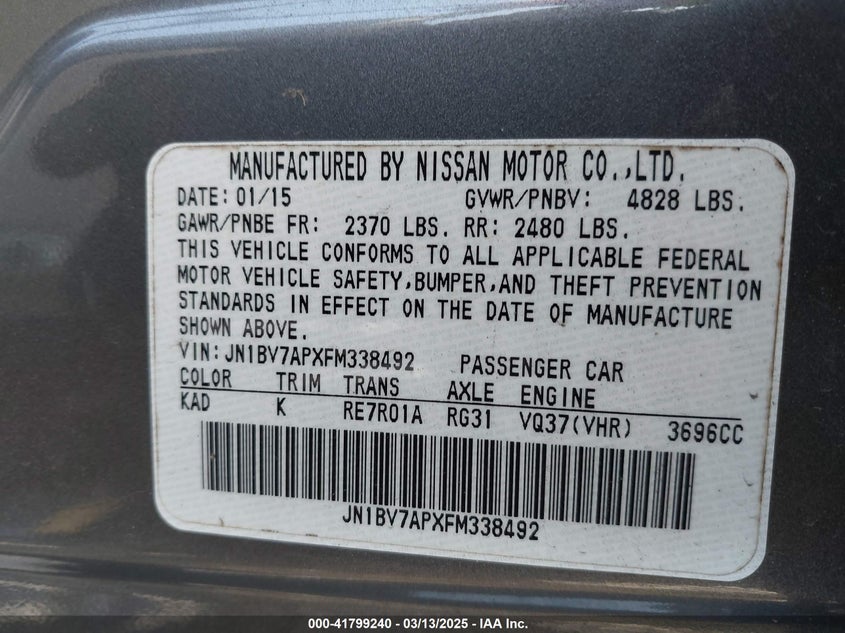 MANUFACTURED BY NISSAN MOTOR CO.,LTD.
DATE: 01/15 GVWR/PNBV: 4828 LBS.
GAWR/PNBE FR: 2370 LBS. RR: 2480 LBS.
THIS VEHICLE CONFORMS TO ALL APPLICABLE FEDERAL
MOTOR VEHICLE SAFETY,BUMPER,AND THEFT PREVENTION
STANDARDS IN EFFECT ON THE DATE OF MANUFACTURE
SHOWN ABOVE.
VIN:JN1BV7APXFM338492 PASSENGER CAR
COLOR TRIM TRANS AXLE ENGINE
KAD K RE7R01A RG31 VQ37(VHR) 3696CC
JN1BV7APXFM338492
000-41799240 - 03/13/2025 - IAA Inc.